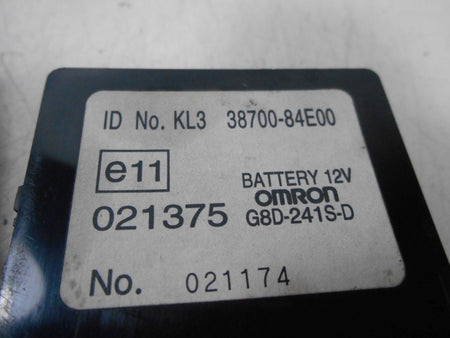 ID No. KL3 38700-84E00
e11
BATTERY 12V
OMRON
021375 G8D-241S-D
No. 021174